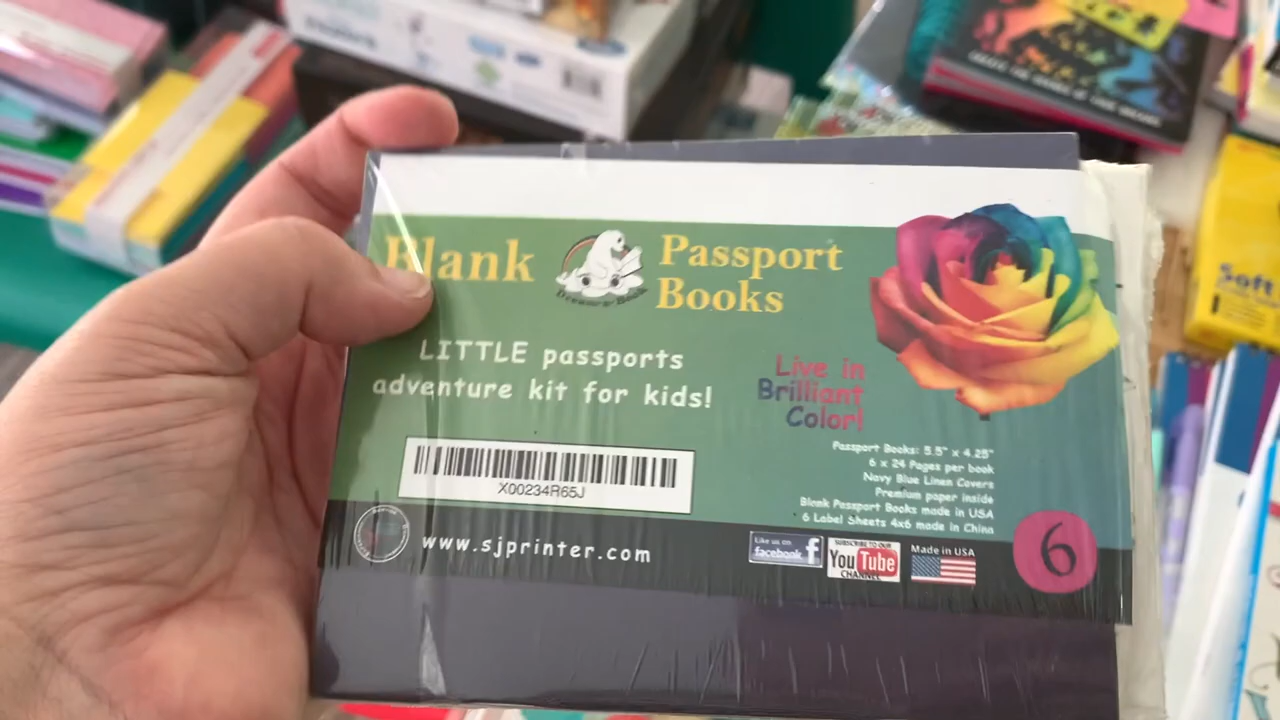 Blank
Passport
Books
LITTLE passports
adventure kit for kids!
Live in
Brilliant
Color!
X00234R65J
Passport Books: 5.5" x 4.25"
6 x 24 Pages per book
Navy Blue Linen Covers
Premium paper inside
Blank Passport Books made in USA
6 Label Sheets 4x6 made in China
www.sjprinter.com
Like us on
facebook
f
SUBSCRIBE TO OUR
YouTube
CHANNEL
Made in USA
6
Soft